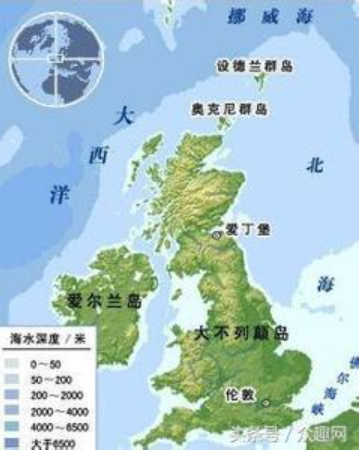 挪威海
设德兰群岛
奥克尼群岛
大西洋
北海
爱丁堡
爱尔兰岛
大不列颠岛
伦敦
海水深度 / 米
0～50
50～200
200～2000
2000～4000
4000～6500
大于6500
尔海峡
头条号 / 众趣网